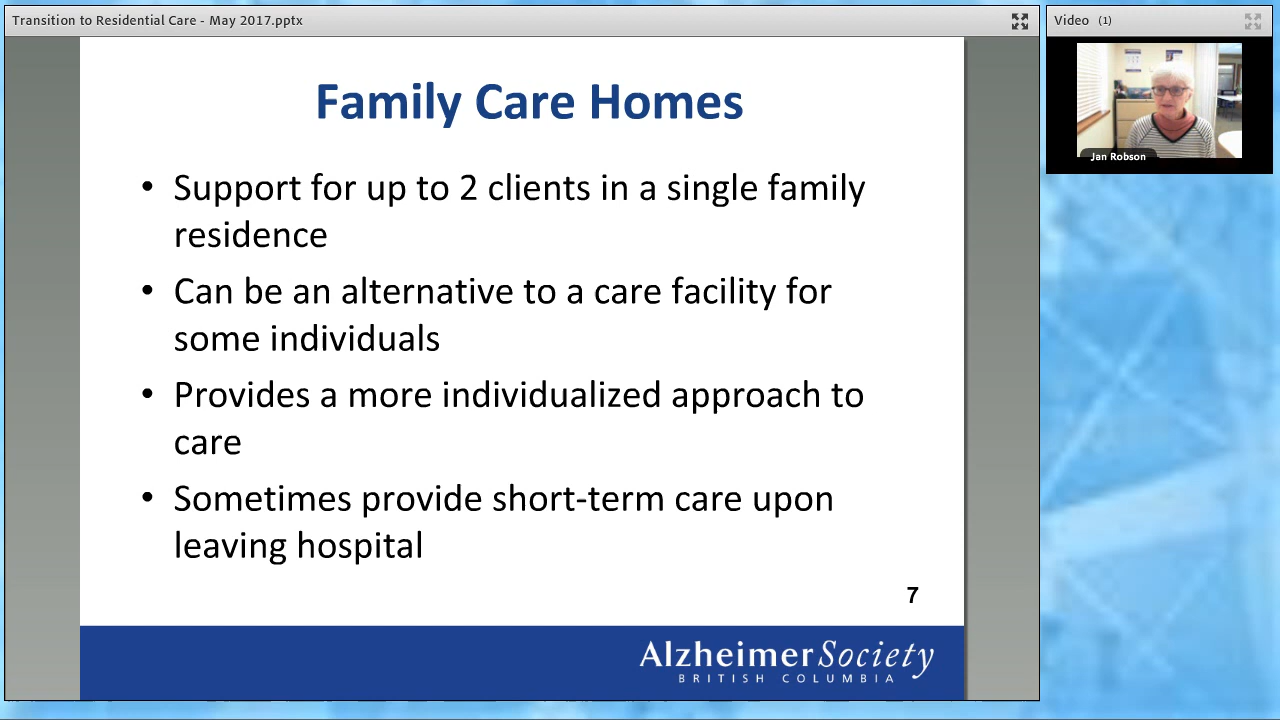 Transition to Residential Care - May 2017.pptx
Video (1)
Jan Robson
Family Care Homes
• Support for up to 2 clients in a single family
residence
• Can be an alternative to a care facility for
some individuals
• Provides a more individualized approach to
care
• Sometimes provide short-term care upon
leaving hospital
7
AlzheimerSociety
BRITISH COLUMBIA